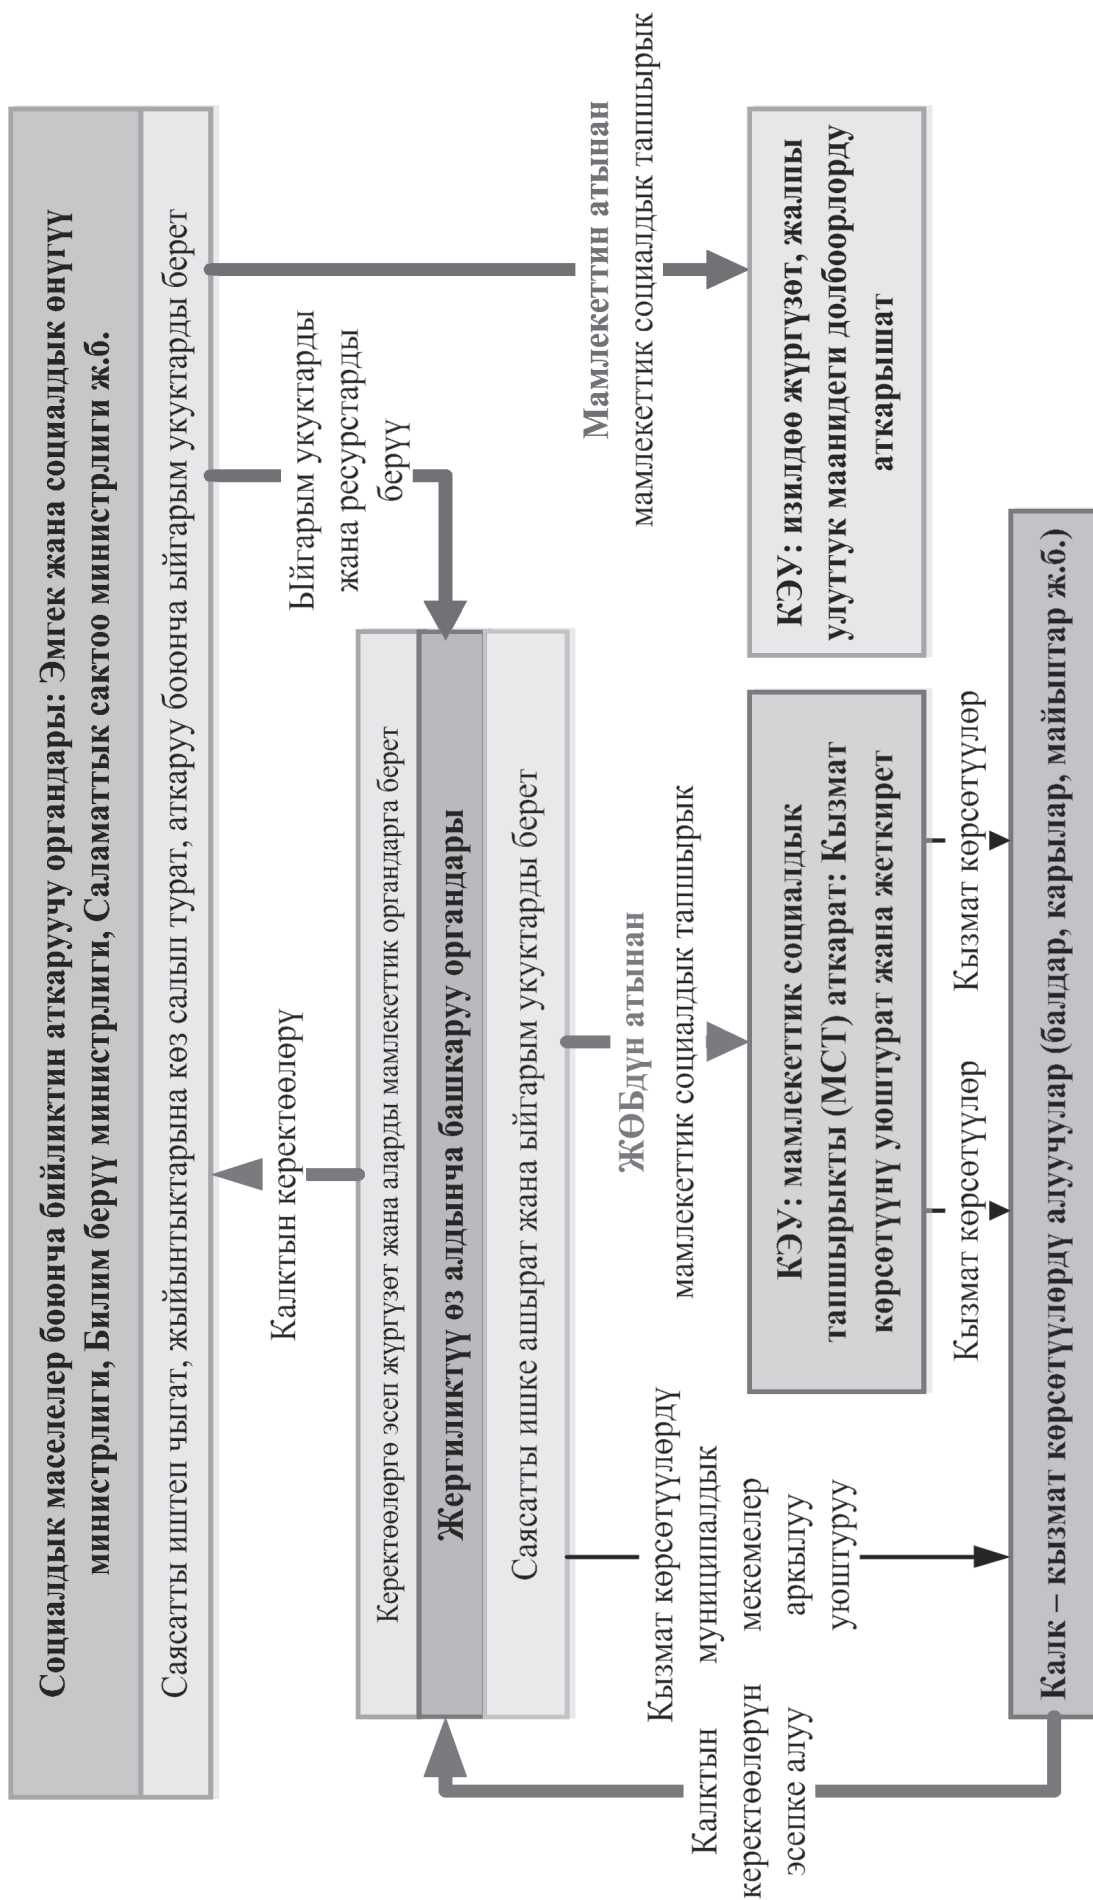 Социалдык маселелер боюнча бийликтин аткаруучу органдары: Эмгек жана социалдык өнүгүү
министрлиги, Билим берүү министрлиги, Саламаттык сактоо министрлиги ж.б.
Саясатты иштеп чыгат, жыйынтыктарына көз салып турат, аткаруу боюнча ыйгарым укуктарды берет
Калктын керектөөлөрү
Ыйгарым укуктарды
жана ресурстарды
берүү
Керектөөлөргө эсеп жүргүзөт жана аларды мамлекеттик органдарга берет
Жергиликтүү өз алдынча башкаруу органдары
Саясатты ишке ашырат жана ыйгарым укуктарды берет
Калктын
керектөөлөрүн
эсепке алуу
Кызмат көрсөтүүлөрдү
муниципалдык
мекемелер
аркылуу
уюштуруу
ЖӨБдүн атынан
мамлекеттик социалдык тапшырык
Мамлекеттин атынан
мамлекеттик социалдык тапшырык
КЭУ: мамлекеттик социалдык
тапшырыкты (МСТ) аткарат: Кызмат
көрсөтүүнү уюштурат жана жеткирет
КЭУ: изилдөө жүргүзөт, жалпы
улуттук маанидеги долбоорлорду
аткарышат
Кызмат көрсөтүүлөр
Кызмат көрсөтүүлөр
Калк – кызмат көрсөтүүлөрдү алуучулар (балдар, карылар, майыптар ж.б.)